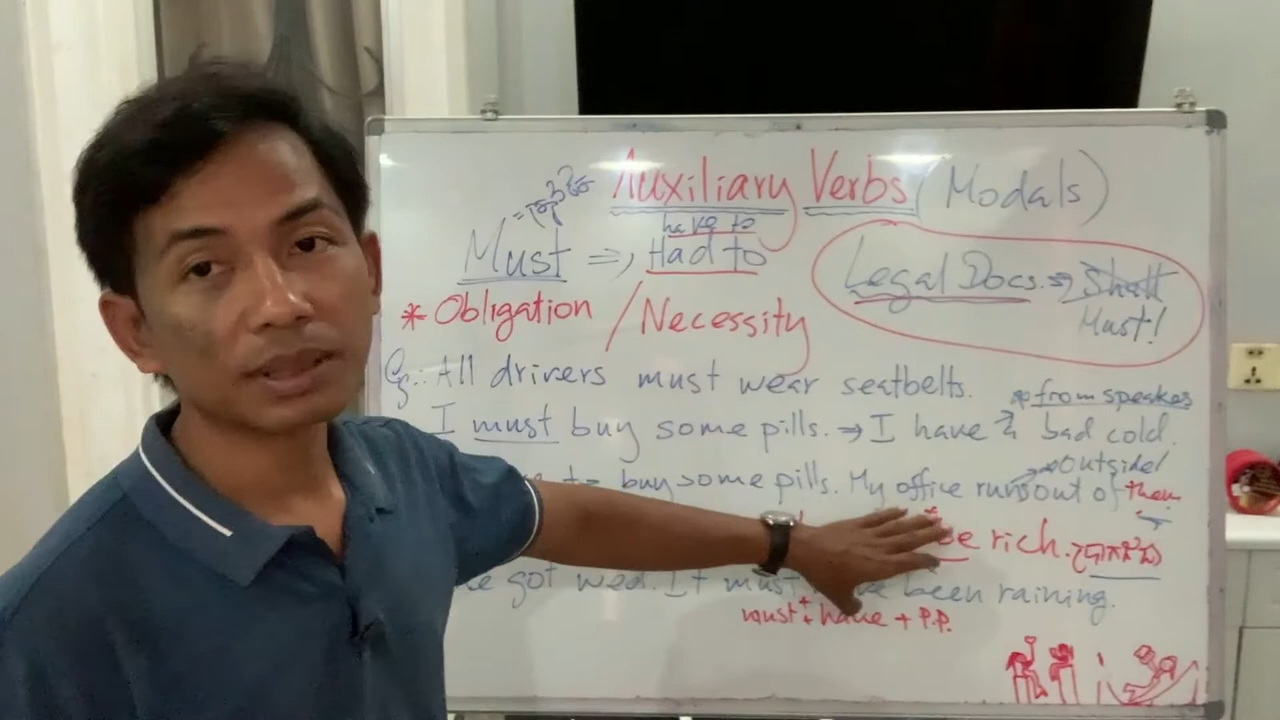 Auxiliary Verbs (Modals)
have to
Must => Had to
Legal Docs. => Shall
Must!
* Obligation / Necessity
Eg.: All drivers must wear seatbelts.
* from speaker
I must buy some pills. → I have a bad cold.
outside
to buy some pills. My office runs out of them
be rich.
got wed. It must have been raining.
must + have + P.P.